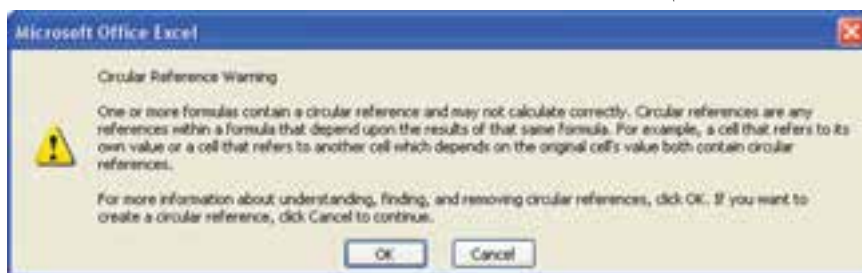 Microsoft Office Excel
Circular Reference Warning
One or more formulas contain a circular reference and may not calculate correctly. Circular references are any
references within a formula that depend upon the results of that same formula. For example, a cell that refers to its
own value or a cell that refers to another cell which depends on the original cell's value both contain circular
references.
For more information about understanding, finding, and removing circular references, click OK. If you want to
create a circular reference, click Cancel to continue.
OK
Cancel